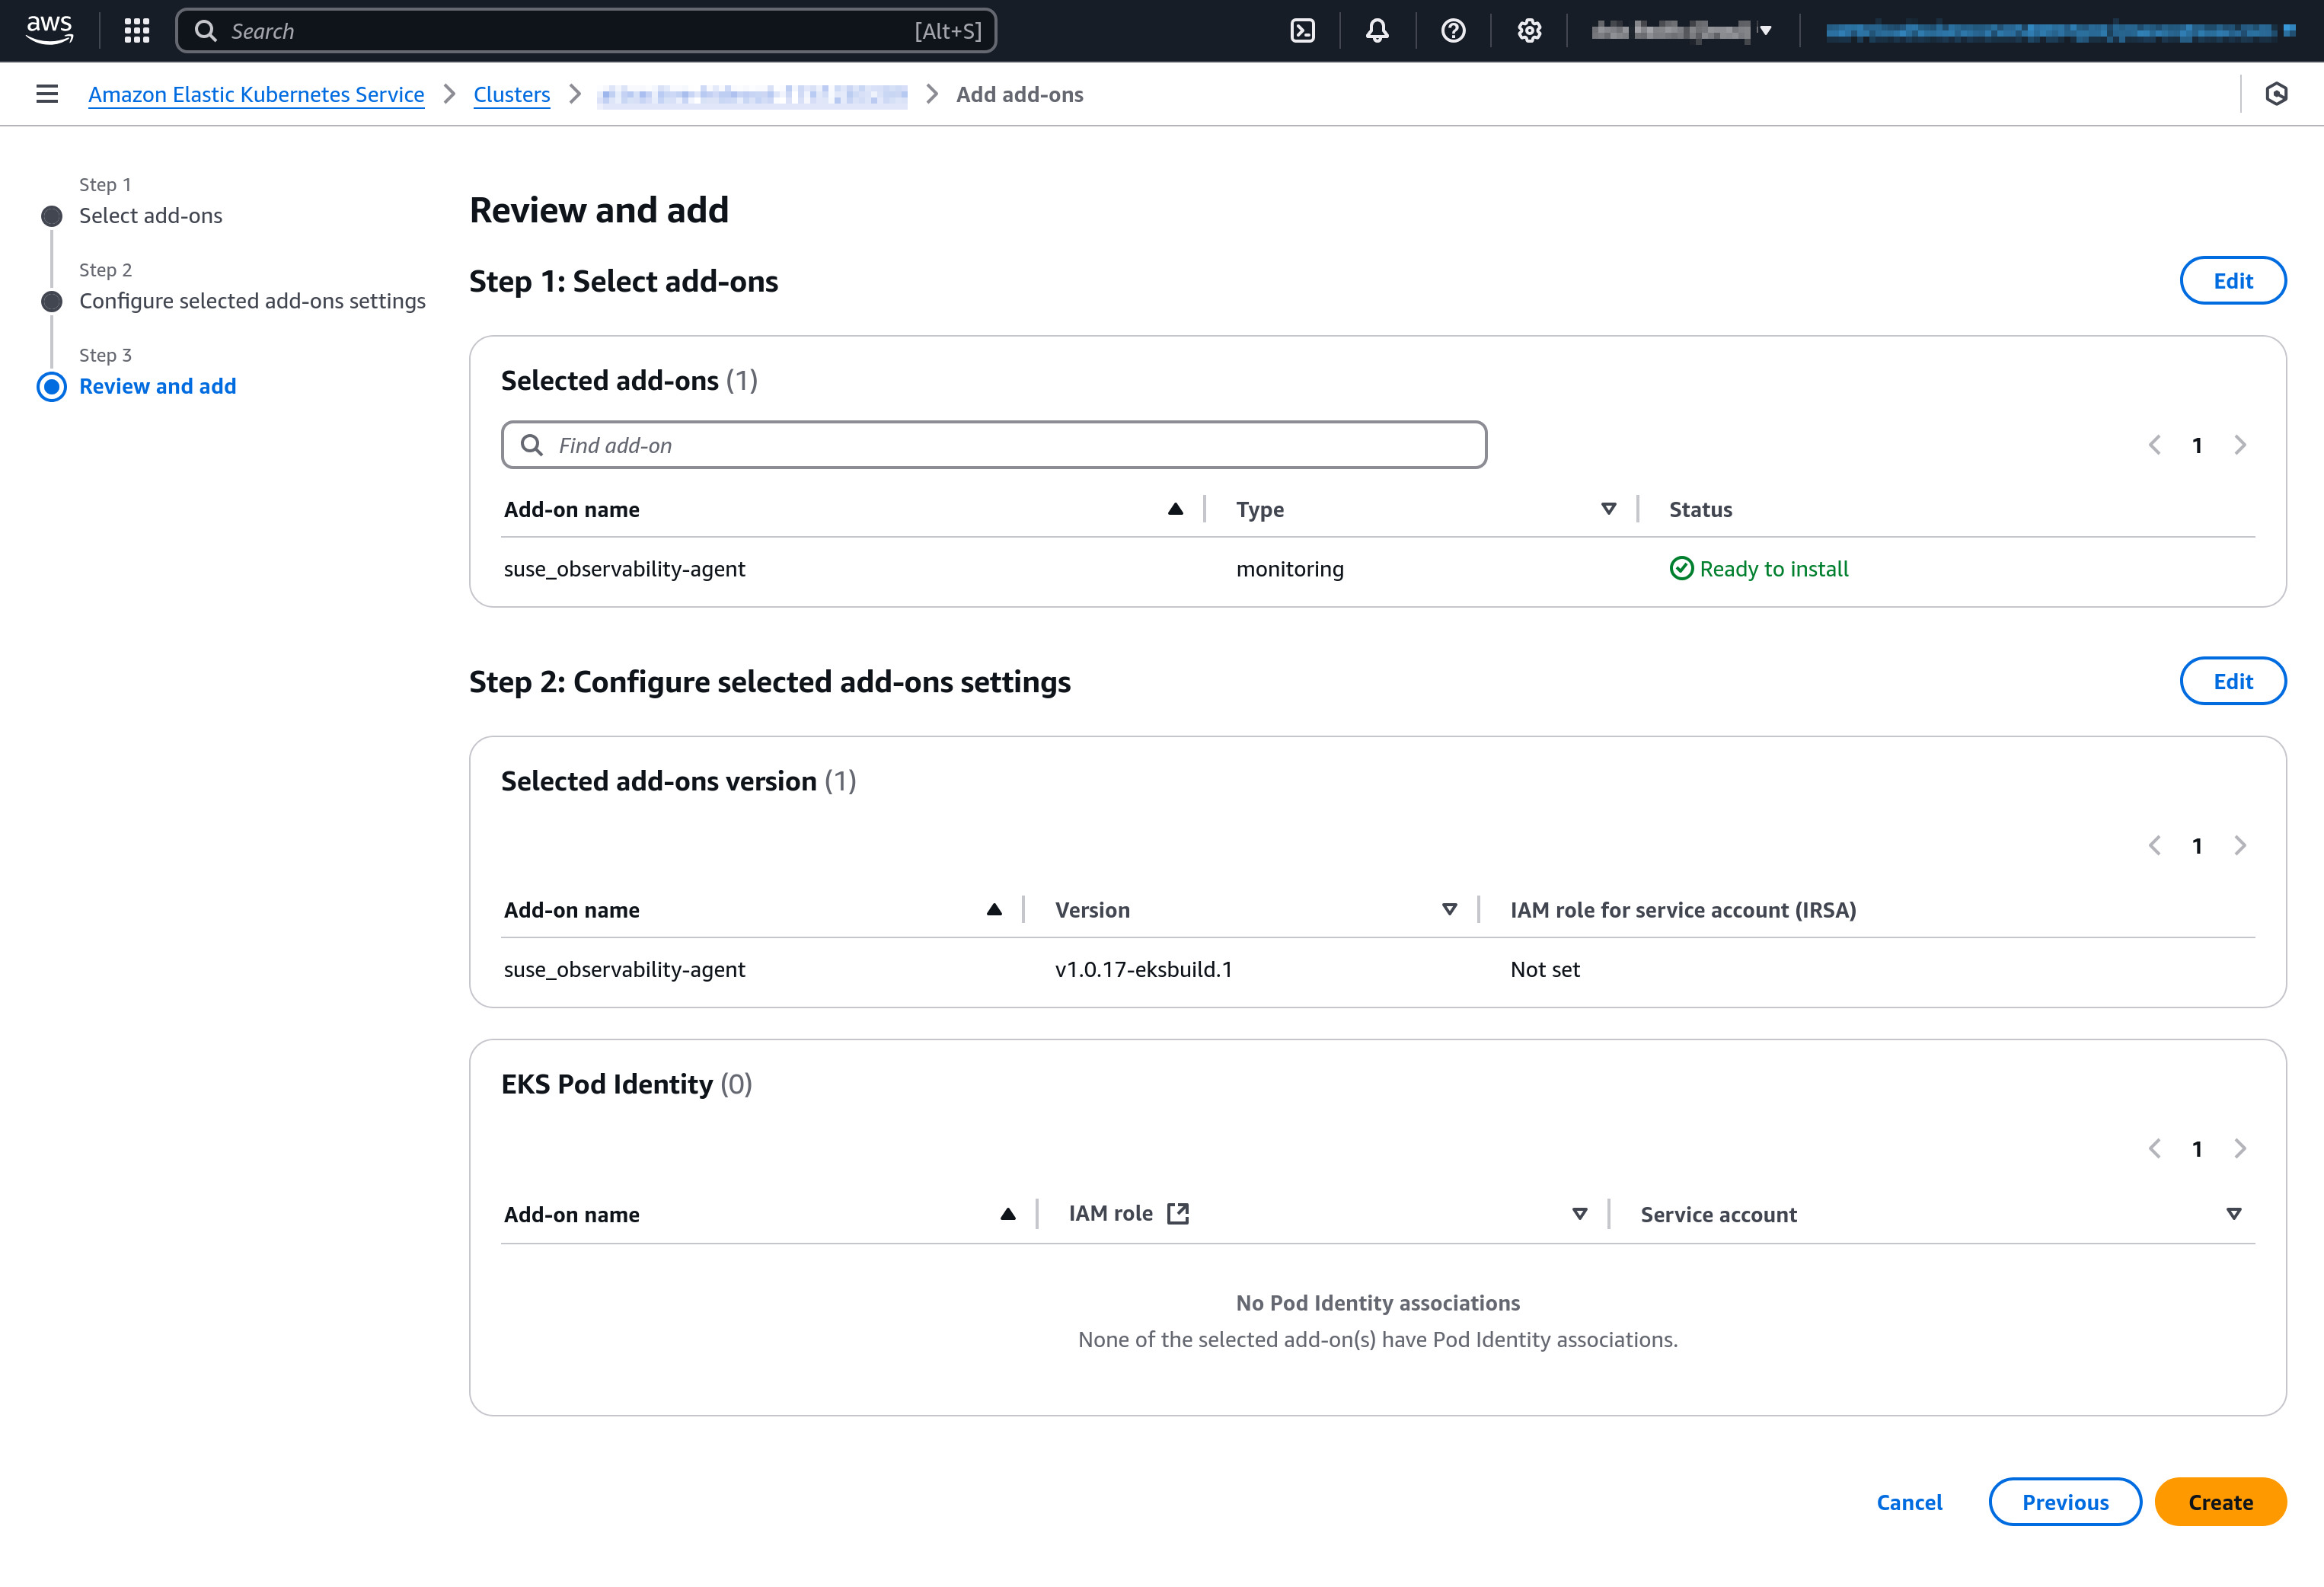 aws
Search [Alt+S]
Amazon Elastic Kubernetes Service > Clusters > > Add add-ons
Step 1
Select add-ons
Step 2
Configure selected add-ons settings
Step 3
Review and add
Review and add
Step 1: Select add-ons
Edit
Selected add-ons (1)
Find add-on
1
Add-on name Type Status
suse_observability-agent monitoring Ready to install
Step 2: Configure selected add-ons settings
Edit
Selected add-ons version (1)
1
Add-on name Version IAM role for service account (IRSA)
suse_observability-agent v1.0.17-eksbuild.1 Not set
EKS Pod Identity (0)
1
Add-on name IAM role Service account
No Pod Identity associations
None of the selected add-on(s) have Pod Identity associations.
Cancel Previous Create